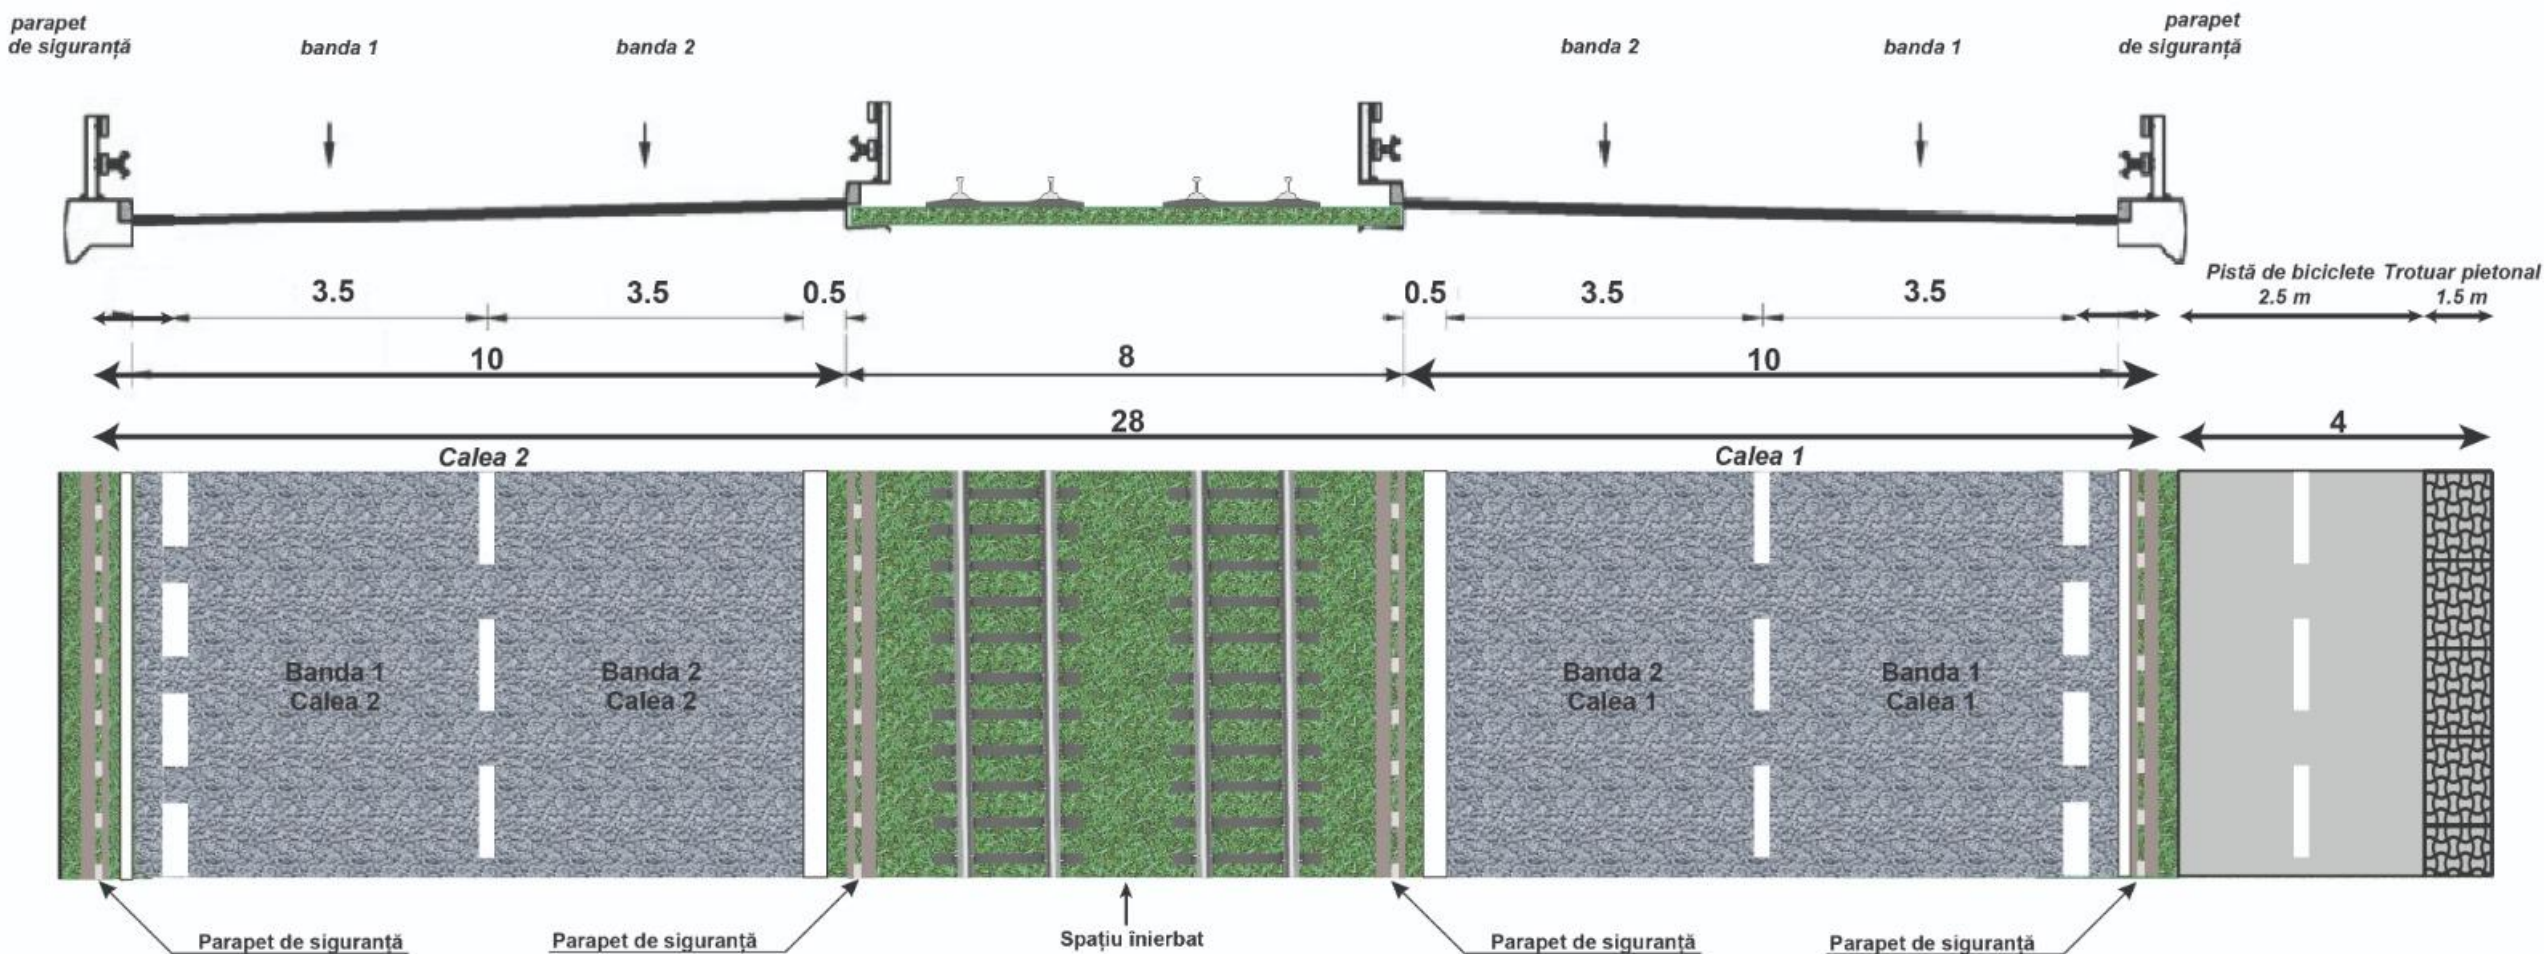 parapet
de siguranță
banda 1
banda 2
banda 2
banda 1
parapet
de siguranță
3.5
3.5
0.5
0.5
3.5
3.5
Pistă de biciclete
2.5 m
Trotuar pietonal
1.5 m
10
8
10
28
4
Calea 2
Calea 1
Banda 1
Calea 2
Banda 2
Calea 2
Banda 2
Calea 1
Banda 1
Calea 1
Parapet de siguranță
Parapet de siguranță
Spațiu înierbat
Parapet de siguranță
Parapet de siguranță